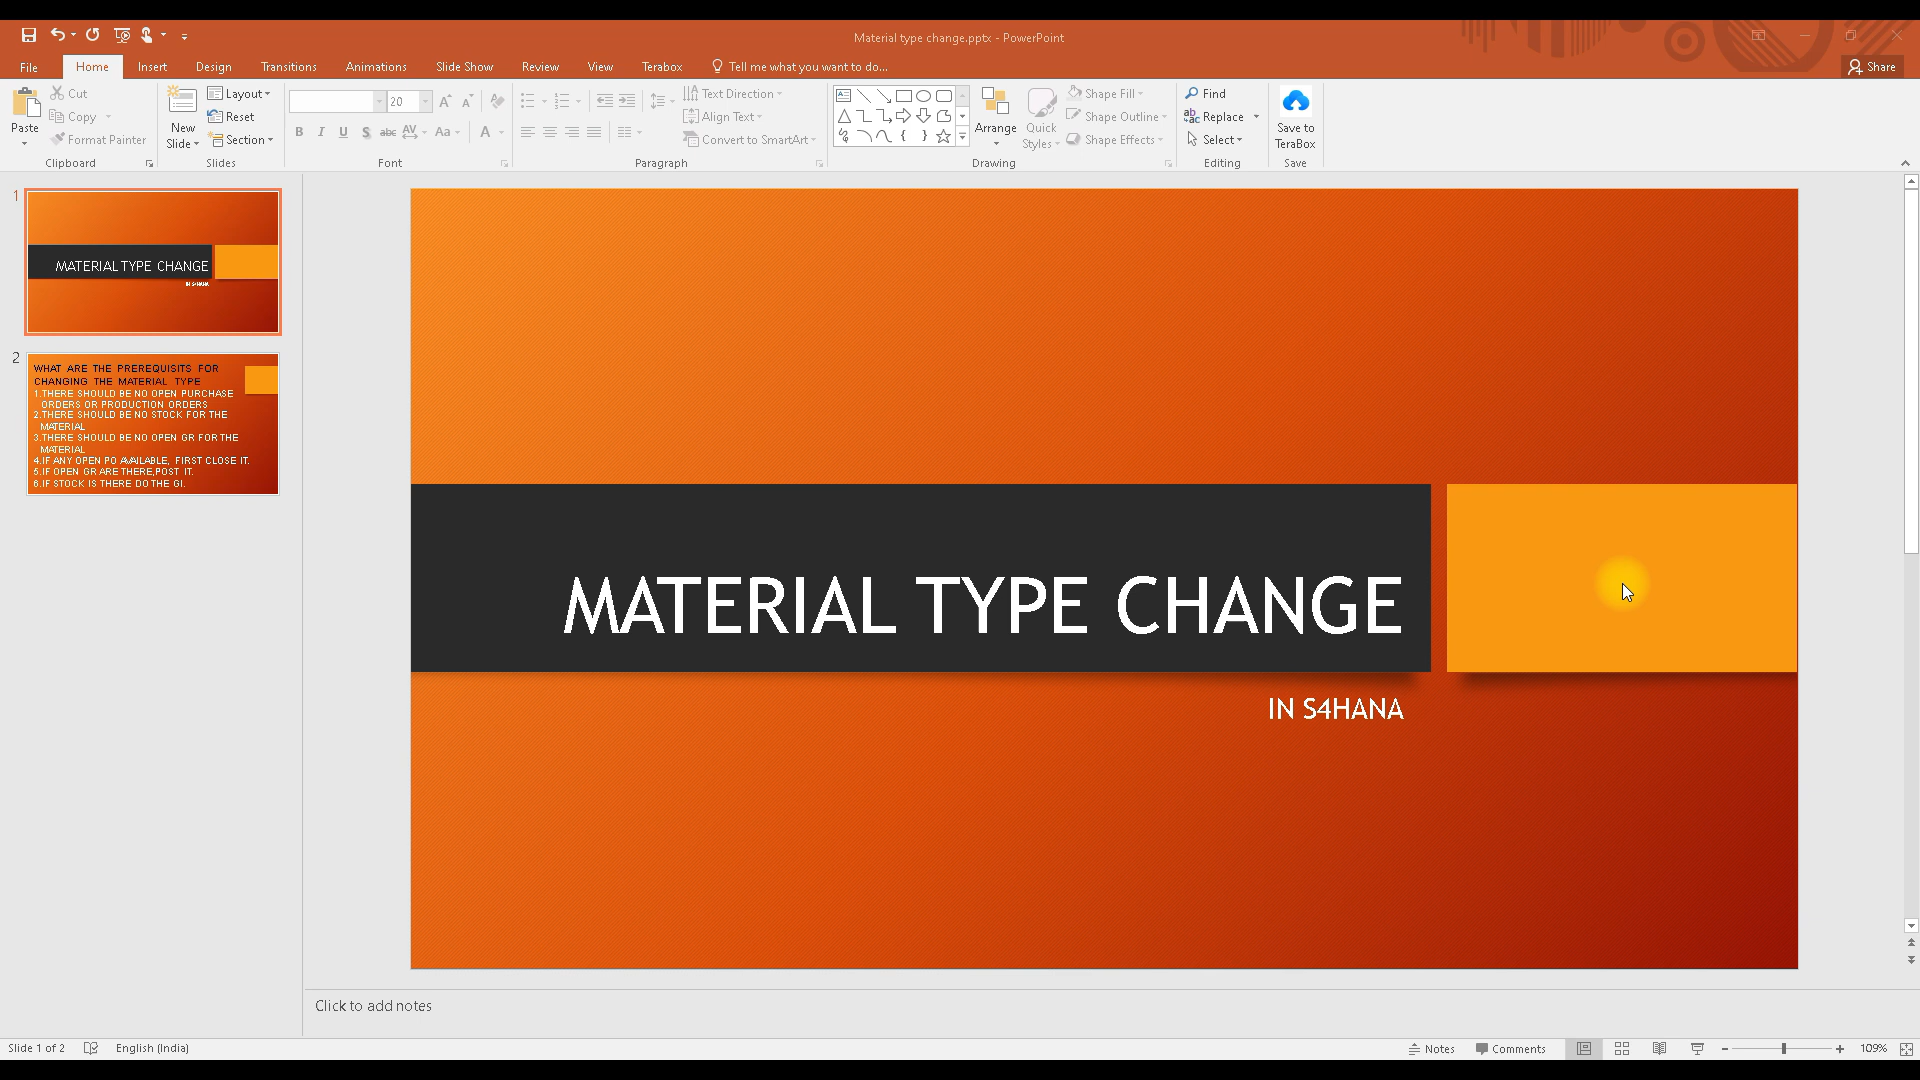 Material type change.pptx - PowerPoint
File Home Insert Design Transitions Animations Slide Show Review View Terabox Tell me what you want to do... Share
Paste
Cut
Copy
Format Painter
Clipboard
New
Slide
Layout
Reset
Section
Slides
20
B I U S abc AV Aa A
Font
Text Direction
Align Text
Convert to SmartArt
Paragraph
Arrange
Quick
Styles
Shape Fill
Shape Outline
Shape Effects
Drawing
Find
Replace
Select
Editing
Save to
TeraBox
Save
1
MATERIAL TYPE CHANGE
IN S4HANA
2
WHAT ARE THE PREREQUISITS FOR
CHANGING THE MATERIAL TYPE
1.THERE SHOULD BE NO OPEN PURCHASE
ORDERS OR PRODUCTION ORDERS
2.THERE SHOULD BE NO STOCK FOR THE
MATERIAL
3.THERE SHOULD BE NO OPEN GR FOR THE
MATERIAL
4.IF ANY OPEN PO AVAILABLE, FIRST CLOSE IT.
5.IF OPEN GR ARE THERE,POST IT.
6.IF STOCK IS THERE DO THE GI.
MATERIAL TYPE CHANGE
IN S4HANA
Click to add notes
Slide 1 of 2 English (India) Notes Comments 109%